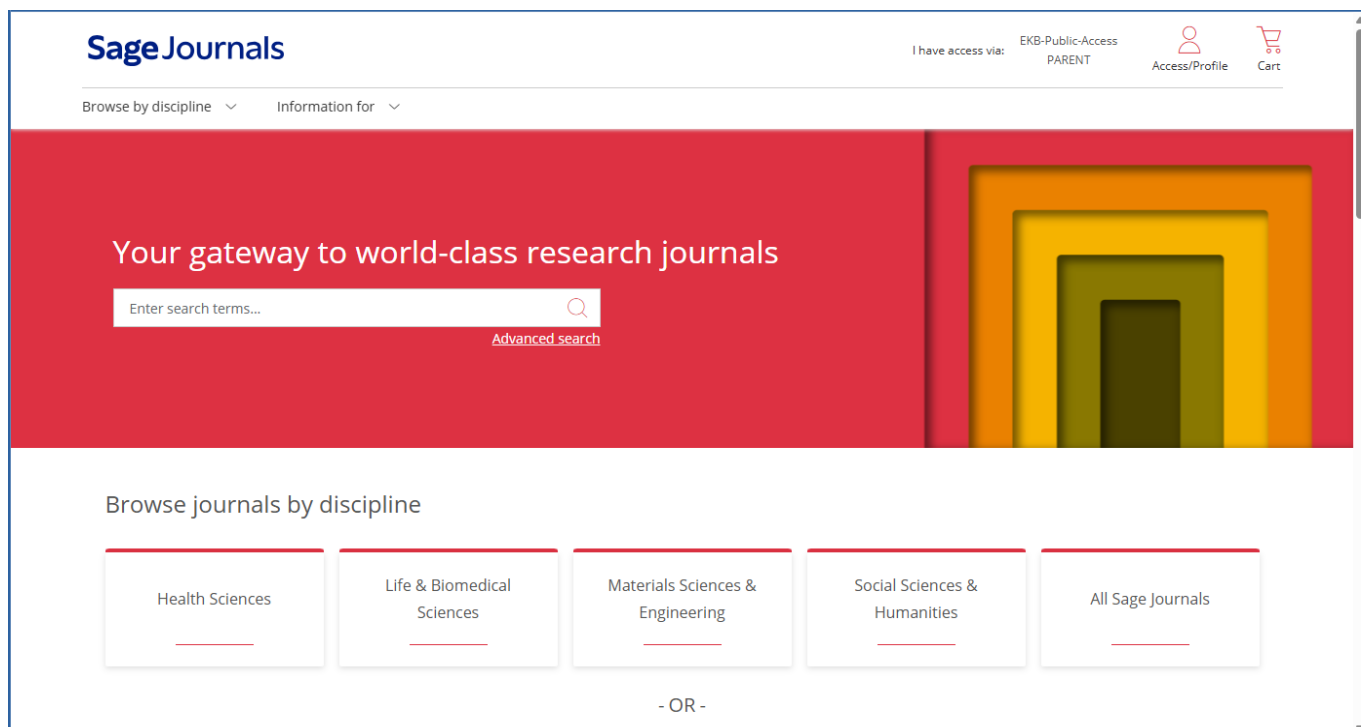 Sage Journals
I have access via:
EKB-Public-Access
PARENT
Access/Profile
Cart
Browse by discipline
Information for
Your gateway to world-class research journals
Enter search terms...
Advanced search
Browse journals by discipline
Health Sciences
Life & Biomedical
Sciences
Materials Sciences &
Engineering
Social Sciences &
Humanities
All Sage Journals
- OR -